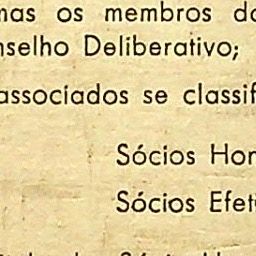 mas os membros do
nselho Deliberativo;
associados se classif
Sócios Hon
Sócios Efet